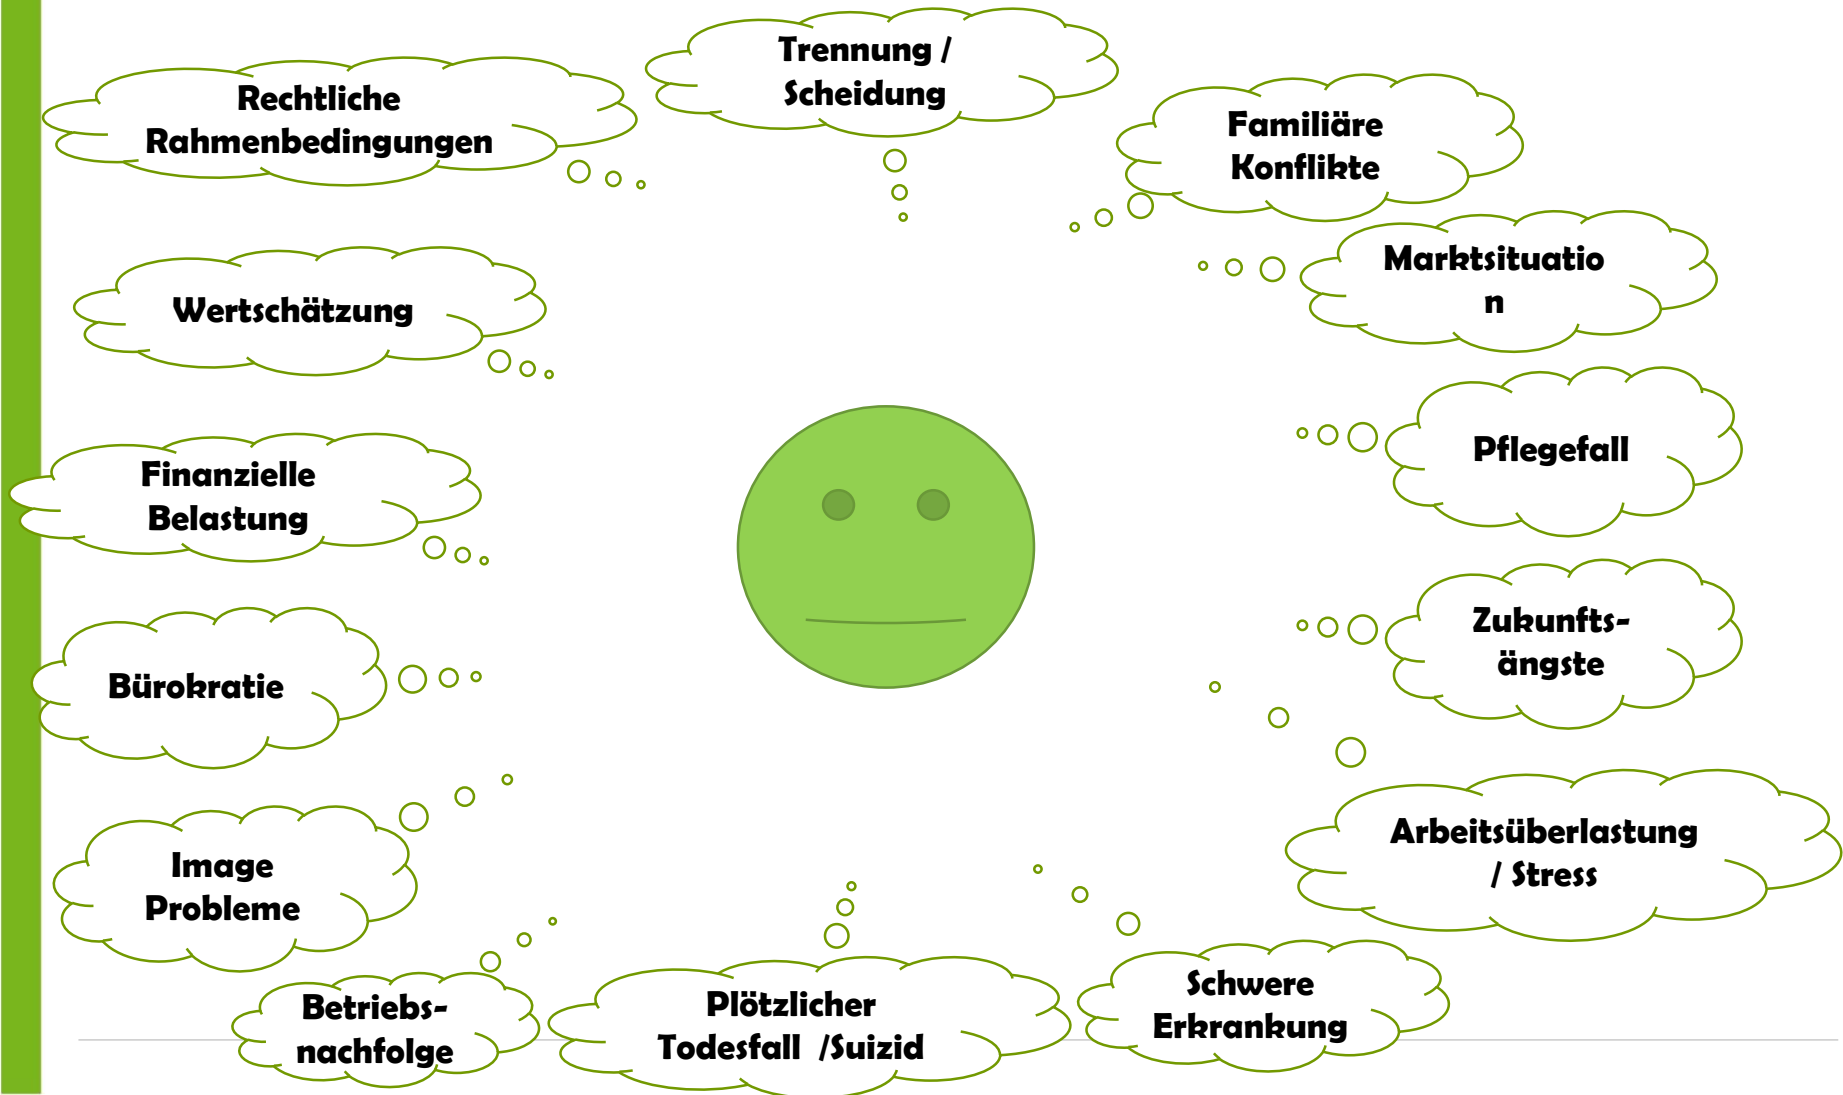 Trennung /
Scheidung
Rechtliche
Rahmenbedingungen
Familiäre
Konflikte
Marktsituatio
n
Wertschätzung
Pflegefall
Finanzielle
Belastung
Zukunfts-
ängste
Bürokratie
Arbeitsüberlastung
/ Stress
Image
Probleme
Schwere
Erkrankung
Plötzlicher
Todesfall  /Suizid
Betriebs-
nachfolge